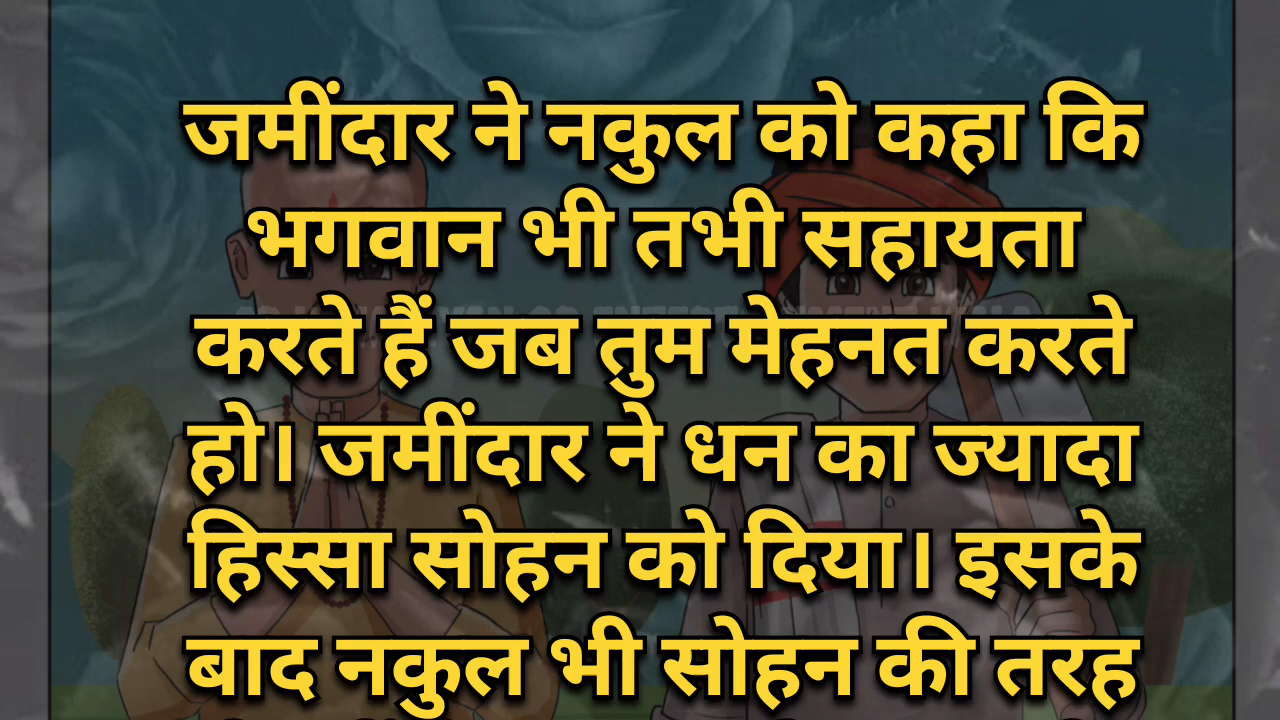 जमींदार ने नकुल को कहा कि
भगवान भी तभी सहायता
करते हैं जब तुम मेहनत करते
हो। जमींदार ने धन का ज्यादा
हिस्सा सोहन को दिया। इसके
बाद नकुल भी सोहन की तरह